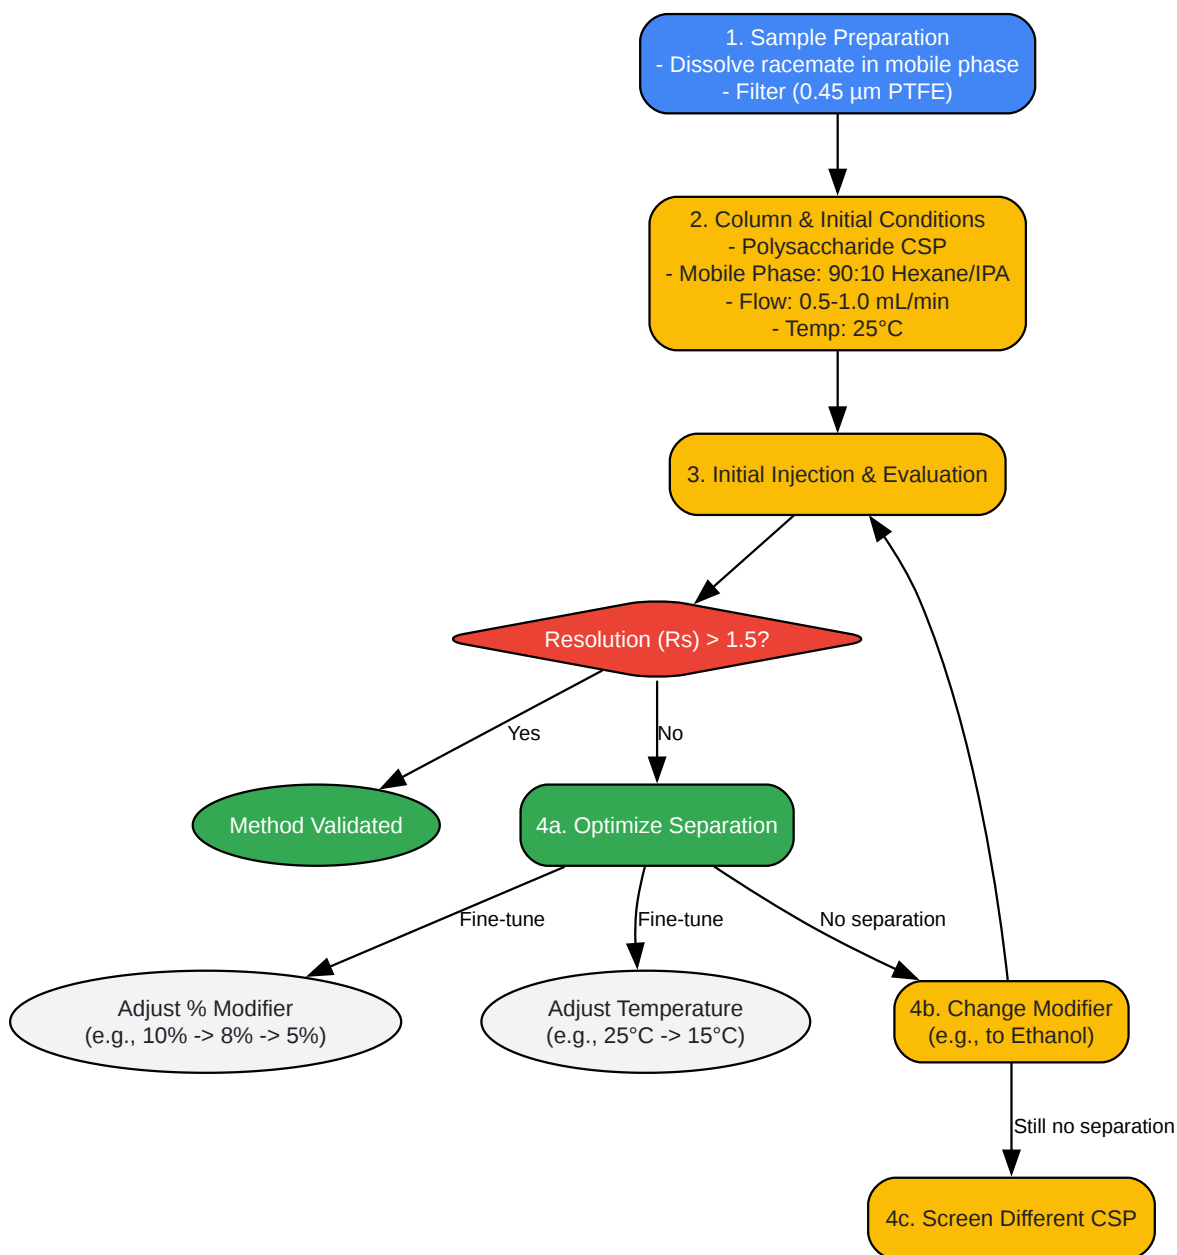 1. Sample Preparation
- Dissolve racemate in mobile phase
- Filter (0.45 µm PTFE)
2. Column & Initial Conditions
- Polysaccharide CSP
- Mobile Phase: 90:10 Hexane/IPA
- Flow: 0.5-1.0 mL/min
- Temp: 25°C
3. Initial Injection & Evaluation
Resolution (Rs) > 1.5?
Yes
No
Method Validated
4a. Optimize Separation
Fine-tune
Fine-tune
No separation
Adjust % Modifier
(e.g., 10% -> 8% -> 5%)
Adjust Temperature
(e.g., 25°C -> 15°C)
4b. Change Modifier
(e.g., to Ethanol)
Still no separation
4c. Screen Different CSP